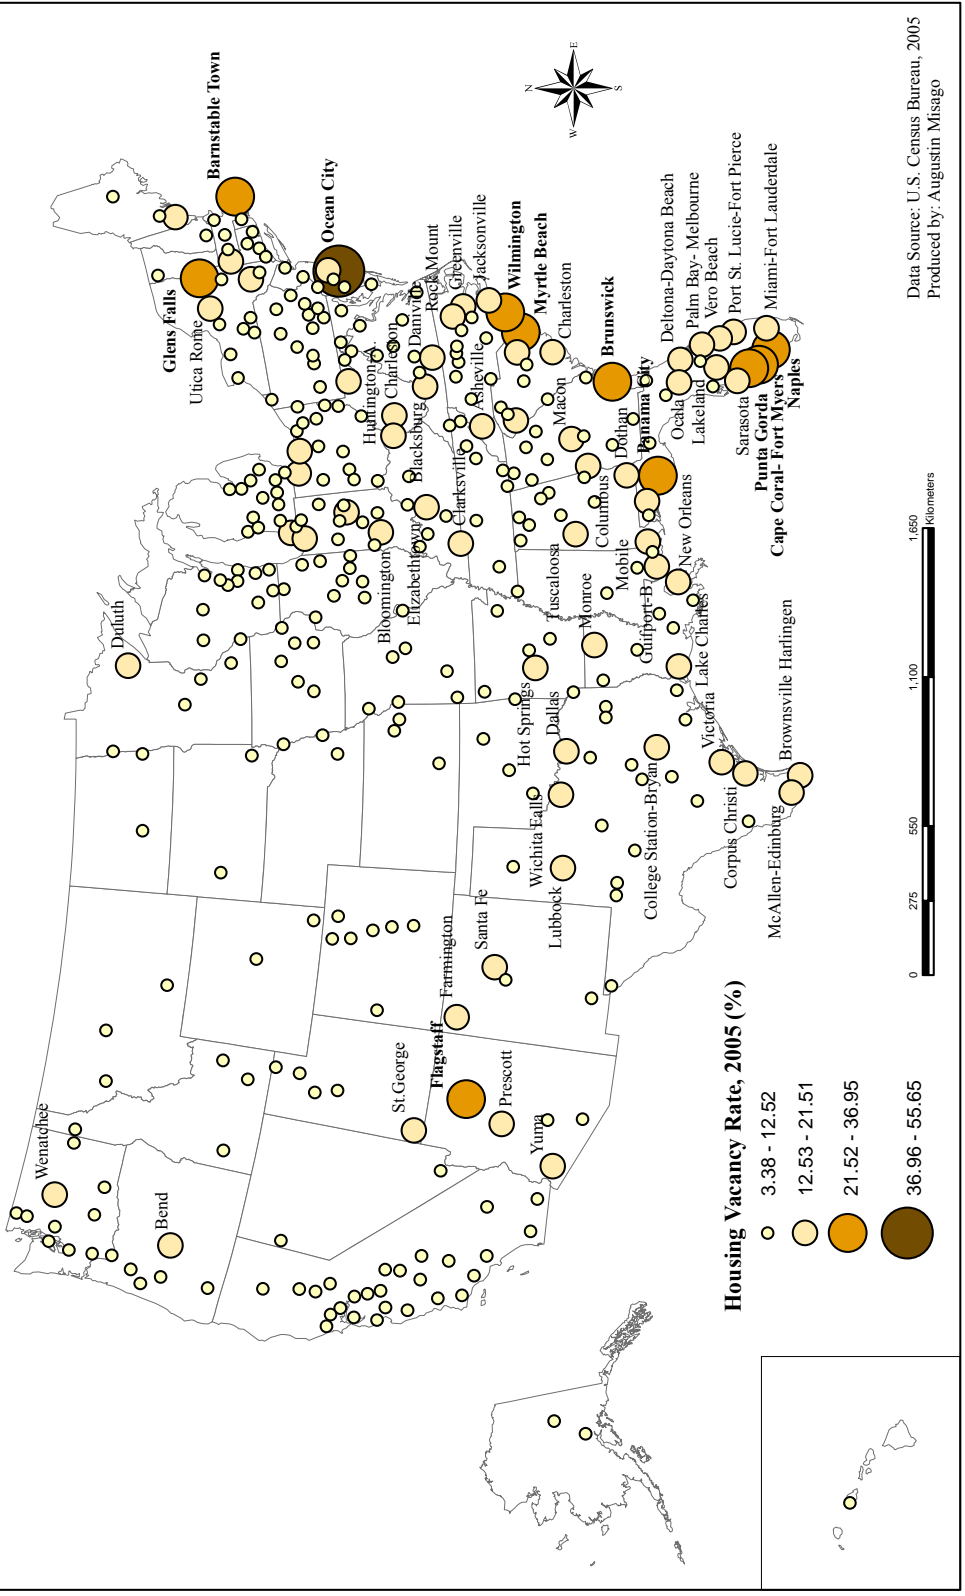 Wenatchee
Bend
Duluth
Glens Falls
Utica Rome
Barnstable Town
Ocean City
Huntington-A.
Charleston
Danville
Rock Mount
Greenville
Jacksonville
Wilmington
Myrtle Beach
Charleston
Blacksburg
Asheville
Clarksville
Bloomington
Elizabethtown
Macon
Brunswick
Dothan
Panama City
Columbus
Tuscaloosa
Monroe
Mobile
New Orleans
Lake Charles
Hot Springs
Dallas
Wichita Falls
Lubbock
College Station-Bryan
Victoria
Corpus Christi
McAllen-Edinburg
Brownsville Harlingen
Santa Fe
Farmington
St.George
Flagstaff
Prescott
Yuma
Deltona-Daytona Beach
Palm Bay- Melbourne
Vero Beach
Port St. Lucie-Fort Pierce
Miami-Fort Lauderdale
Ocala
Lakeland
Sarasota
Punta Gorda
Cape Coral- Fort Myers
Naples
N
E
S
W
Housing Vacancy Rate, 2005 (%)
3.38 - 12.52
12.53 - 21.51
21.52 - 36.95
36.96 - 55.65
0 275 550 1,100 1,650
Kilometers
Data Source: U.S. Census Bureau, 2005
Produced by: Augustin Misago